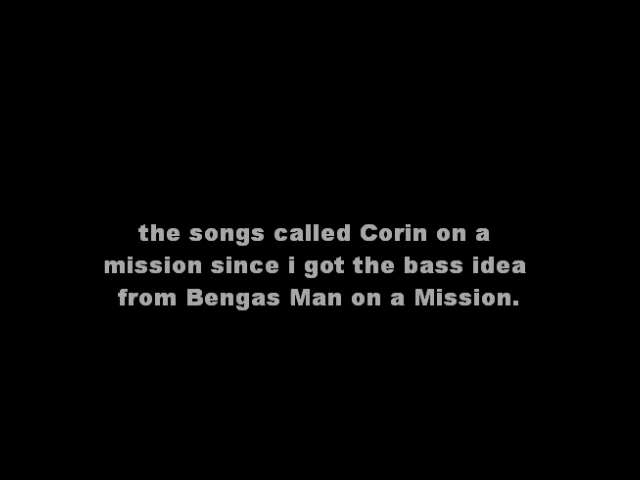 the songs called Corin on a
mission since i got the bass idea
from Bengas Man on a Mission.